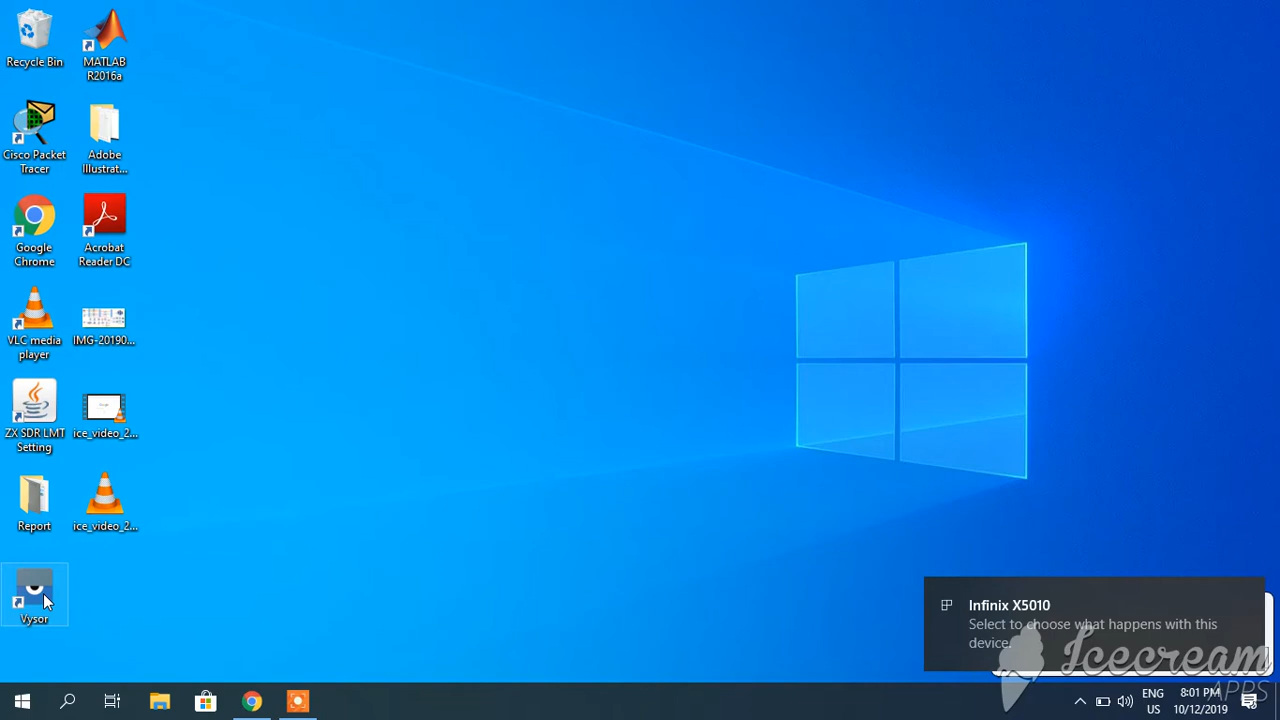 Recycle Bin
MATLAB
R2016a
Cisco Packet
Tracer
Adobe
Illustrat...
Google
Chrome
Acrobat
Reader DC
VLC media
player
IMG-20190...
ZX SDR LMT
Setting
ice_video_2...
Report
ice_video_2...
Vysor
Infinix X5010
Select to choose what happens with this
device.
Icecream
APPS
ENG
US
8:01 PM
10/12/2019